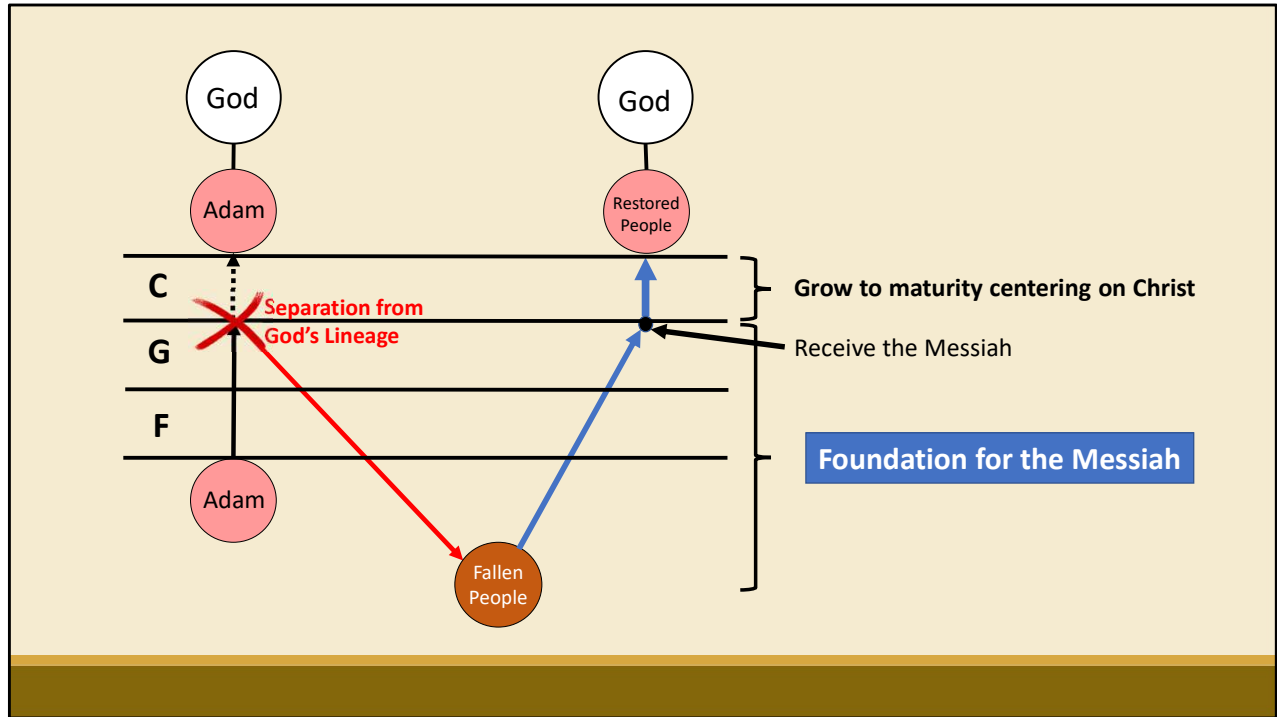 God
God
Adam
Restored
People
C
Separation from
God's Lineage
Grow to maturity centering on Christ
G
Receive the Messiah
F
Foundation for the Messiah
Adam
Fallen
People